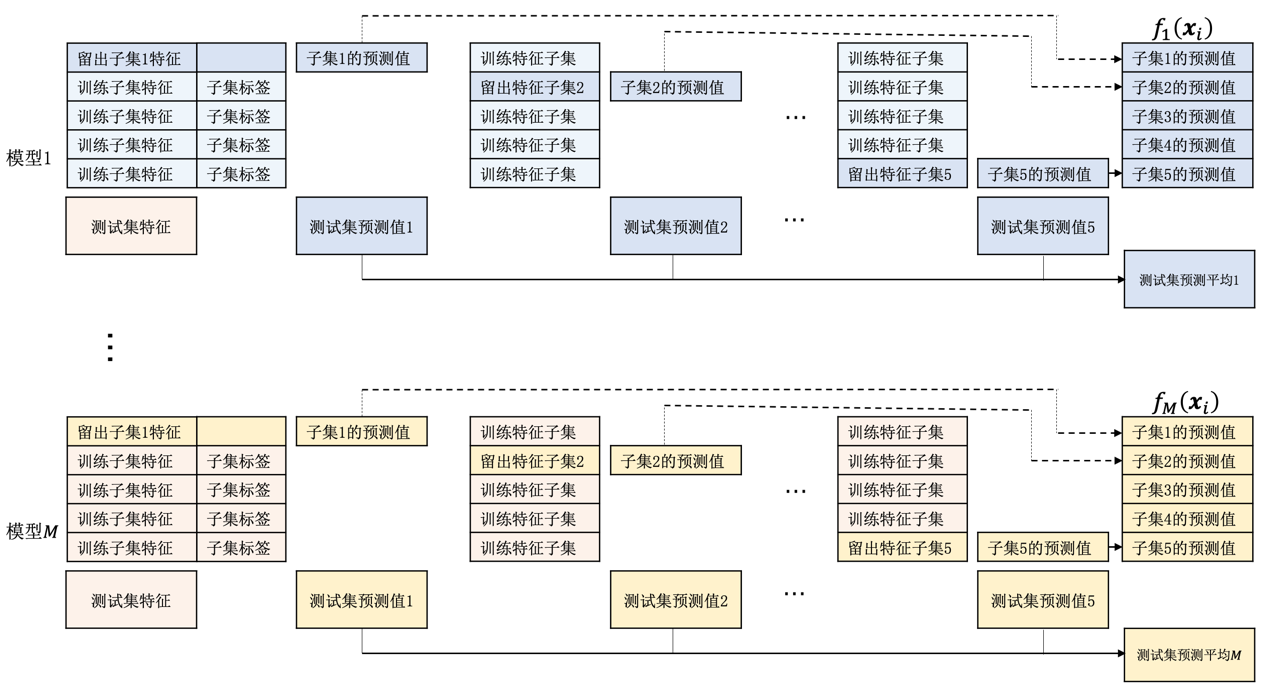 f₁(𝒙ᵢ)
留出子集1特征 子集1的预测值 训练特征子集 训练特征子集 子集1的预测值
训练子集特征 子集标签 留出特征子集2 子集2的预测值 训练特征子集 子集2的预测值
训练子集特征 子集标签 训练特征子集 … 训练特征子集 子集3的预测值
训练子集特征 子集标签 训练特征子集 训练特征子集 子集4的预测值
模型1
训练子集特征 子集标签 训练特征子集 留出特征子集5 子集5的预测值 子集5的预测值
测试集特征 测试集预测值1 测试集预测值2 … 测试集预测值5
测试集预测平均1
⋮
f_M(𝒙ᵢ)
留出子集1特征 子集1的预测值 训练特征子集 训练特征子集 子集1的预测值
训练子集特征 子集标签 留出特征子集2 子集2的预测值 训练特征子集 子集2的预测值
训练子集特征 子集标签 训练特征子集 … 训练特征子集 子集3的预测值
训练子集特征 子集标签 训练特征子集 训练特征子集 子集4的预测值
模型M
训练子集特征 子集标签 训练特征子集 留出特征子集5 子集5的预测值 子集5的预测值
测试集特征 测试集预测值1 测试集预测值2 … 测试集预测值5
测试集预测平均M